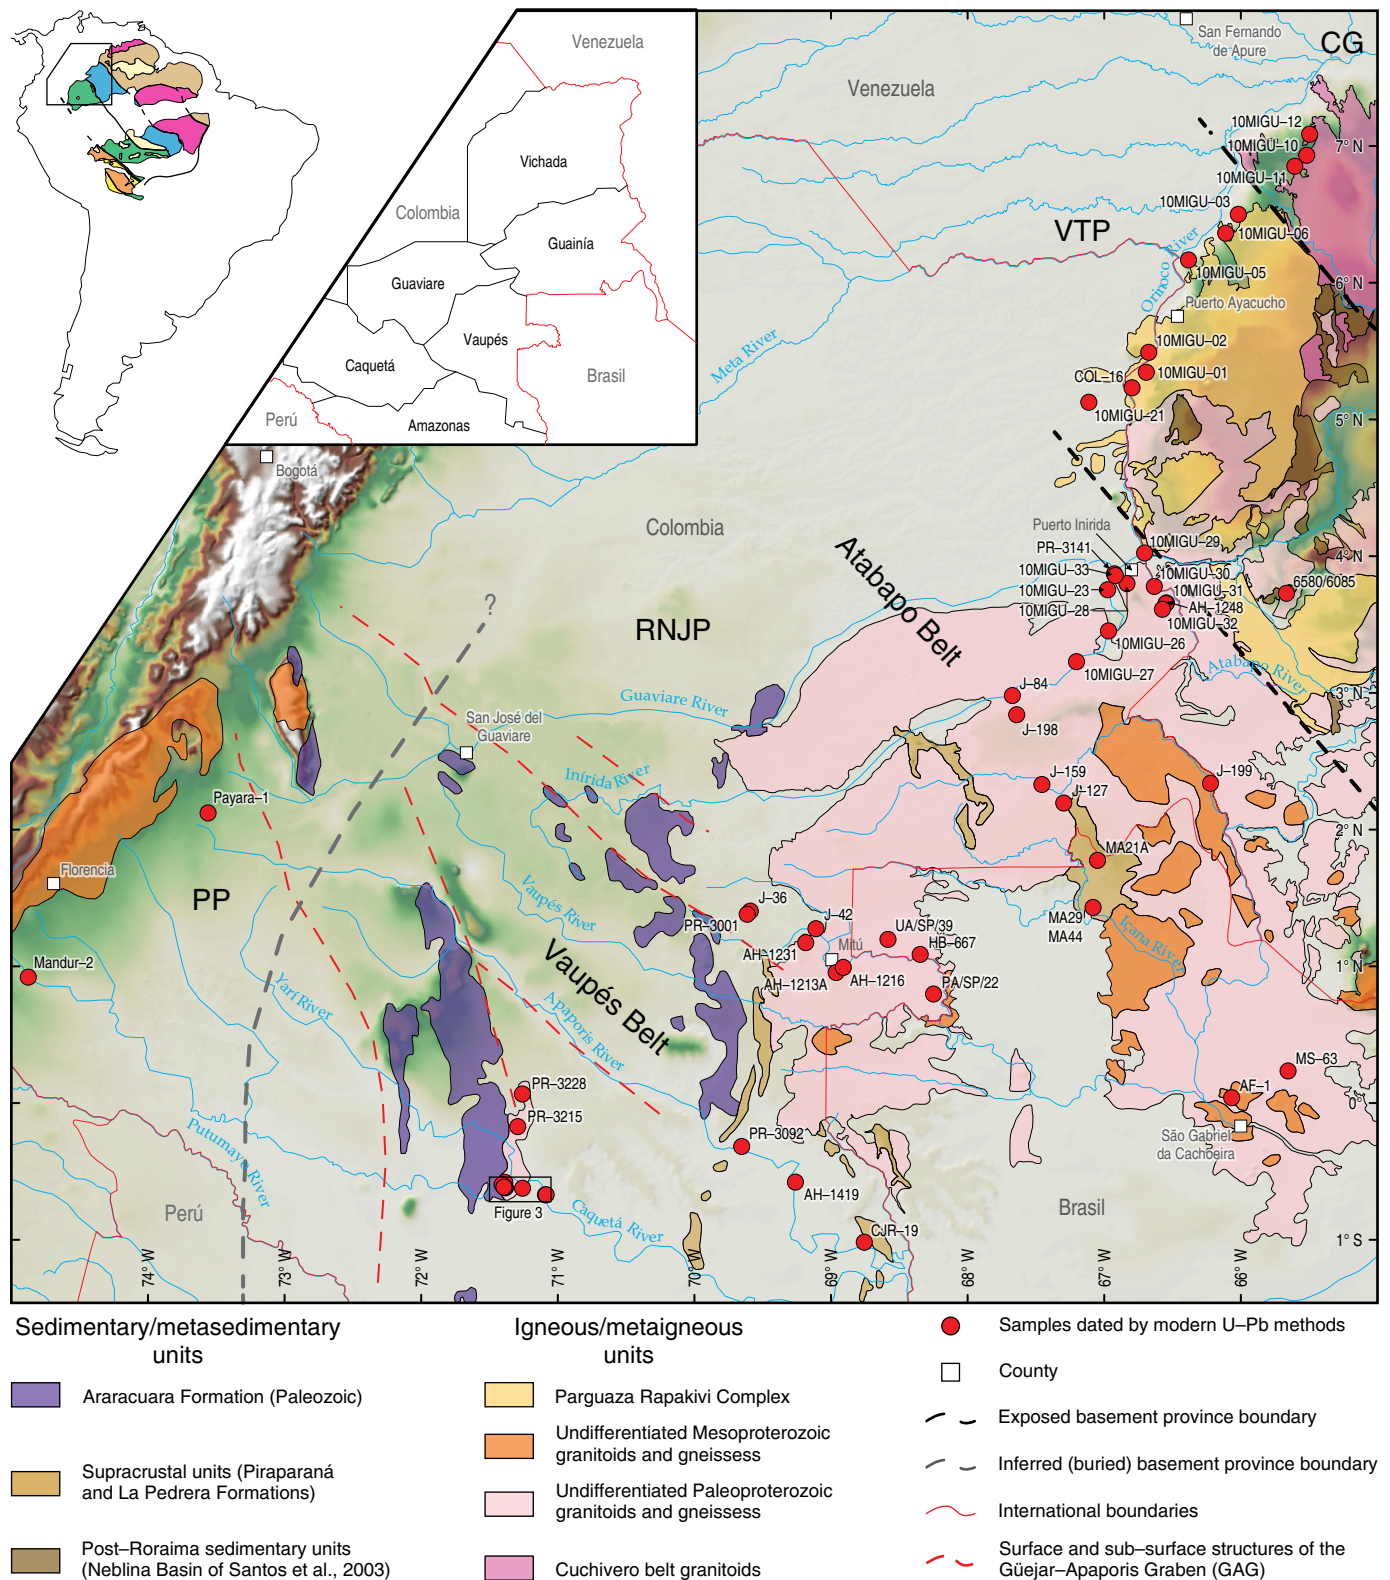 Venezuela
Vichada
Colombia
Guainía
Guaviare
Vaupés
Caquetá
Brasil
Perú
Amazonas
San Fernando
de Apure
CG
Venezuela
10MIGU–12
10MIGU–10
10MIGU–11
7° N
10MIGU–03
VTP
10MIGU–06
10MIGU–05
Orinoco River
6° N
Puerto Ayacucho
10MIGU–02
Meta River
10MIGU–01
COL–16
10MIGU–21
5° N
Bogotá
Colombia
Puerto Inirida
10MIGU–29
PR–3141
4° N
10MIGU–33
10MIGU–30
10MIGU–23
10MIGU–31
6580/6085
10MIGU–28
AH–1248
10MIGU–32
Atabapo Belt
?
RNJP
10MIGU–26
10MIGU–27
Atabapo River
Guaviare River
J–84
3° N
San José del
Guaviare
J–198
Inírida River
J–159
J–127
J–199
Payara–1
2° N
MA21A
Florencia
PP
Vaupés River
J–36
PR–3001
J–42
UA/SP/39
MA29
MA44
Içana River
AH–1231
Mitú
HB–667
Mandur–2
1° N
AH–1213A
AH–1216
PA/SP/22
Yarí River
Vaupés Belt
Apaporis River
MS–63
PR–3228
AF–1
0°
PR–3215
Putumayo River
PR–3092
São Gabriel
da Cachoeira
AH–1419
Perú
Figure 3
Caquetá River
Brasil
CJR–19
1° S
74° W
73° W
72° W
71° W
70° W
69° W
68° W
67° W
66° W
Sedimentary/metasedimentary
units
Araracuara Formation (Paleozoic)
Supracrustal units (Piraparaná
and La Pedrera Formations)
Post–Roraima sedimentary units
(Neblina Basin of Santos et al., 2003)
Igneous/metaigneous
units
Parguaza Rapakivi Complex
Undifferentiated Mesoproterozoic
granitoids and gneissess
Undifferentiated Paleoproterozoic
granitoids and gneissess
Cuchivero belt granitoids
Samples dated by modern U–Pb methods
County
Exposed basement province boundary
Inferred (buried) basement province boundary
International boundaries
Surface and sub–surface structures of the
Güejar–Apaporis Graben (GAG)